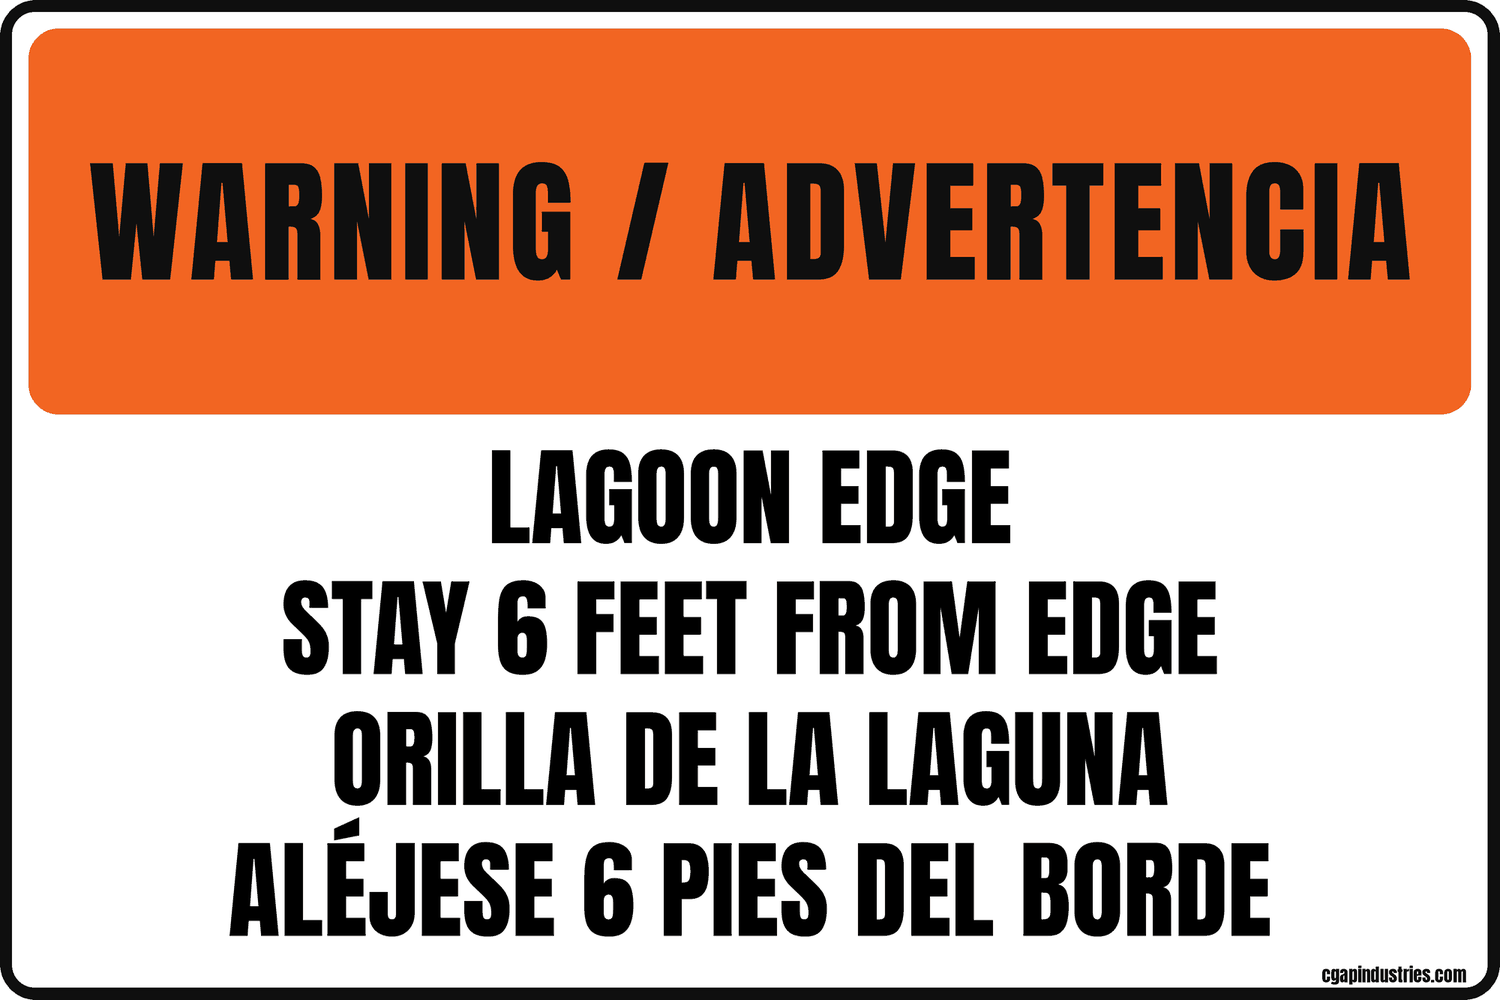 WARNING / ADVERTENCIA
LAGOON EDGE
STAY 6 FEET FROM EDGE
ORILLA DE LA LAGUNA
ALÉJESE 6 PIES DEL BORDE
cgapindustries.com